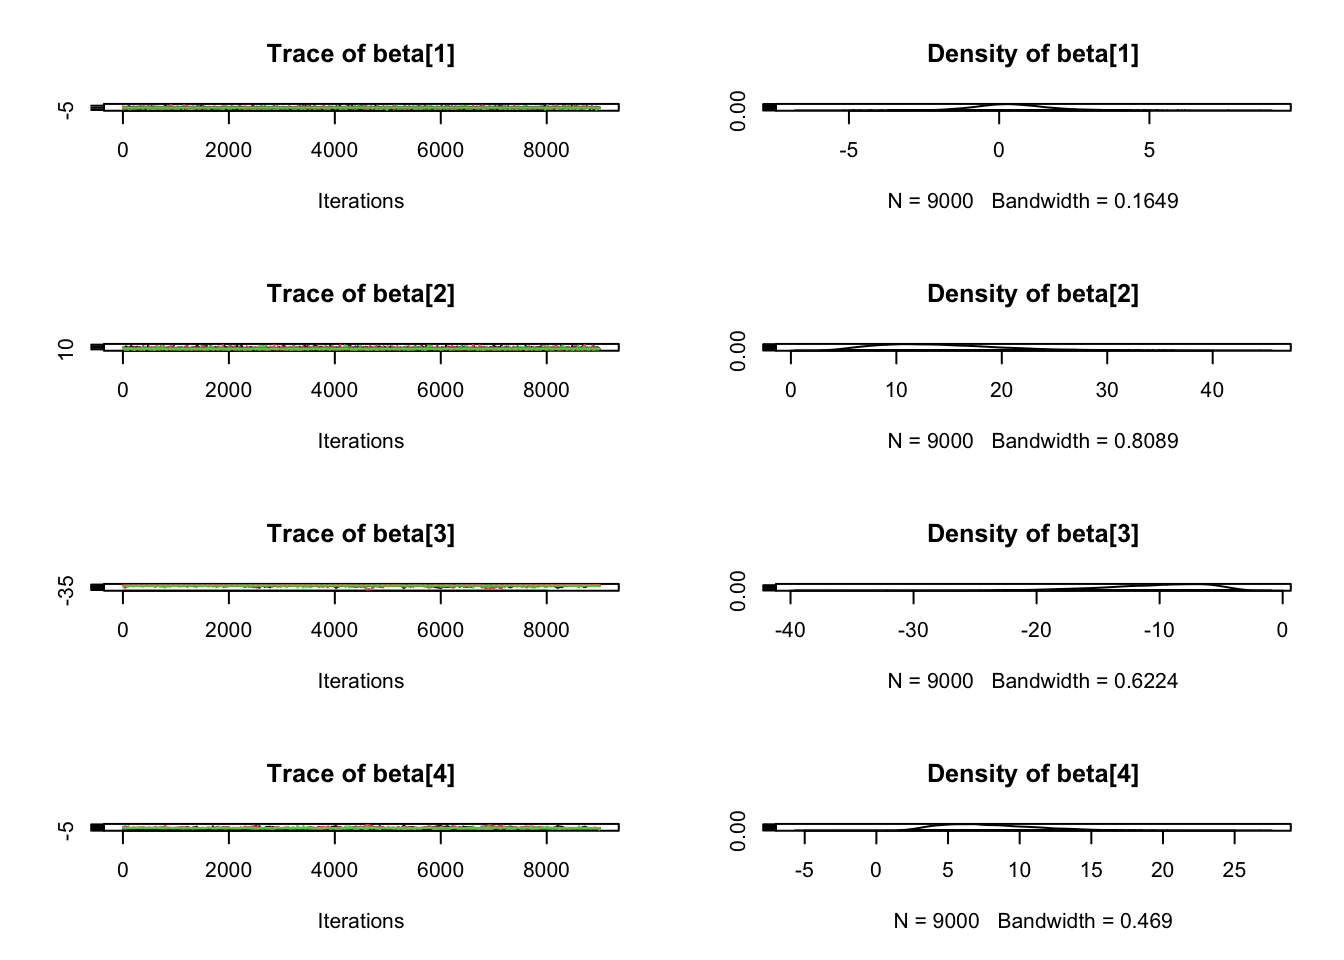 Trace of beta[1]
-5
0 2000 4000 6000 8000
Iterations
Density of beta[1]
0.00
-5 0 5
N = 9000 Bandwidth = 0.1649
Trace of beta[2]
10
0 2000 4000 6000 8000
Iterations
Density of beta[2]
0.00
0 10 20 30 40
N = 9000 Bandwidth = 0.8089
Trace of beta[3]
-35
0 2000 4000 6000 8000
Iterations
Density of beta[3]
0.00
-40 -30 -20 -10 0
N = 9000 Bandwidth = 0.6224
Trace of beta[4]
-5
0 2000 4000 6000 8000
Iterations
Density of beta[4]
0.00
-5 0 5 10 15 20 25
N = 9000 Bandwidth = 0.469